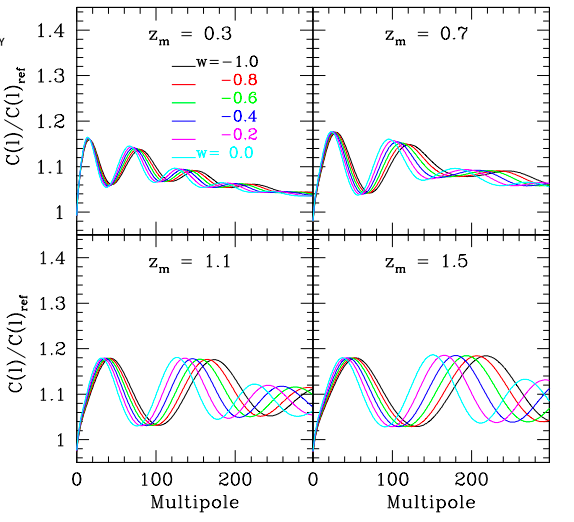 Y
z_m = 0.3
z_m = 0.7
w=−1.0
−0.8
−0.6
−0.4
−0.2
w= 0.0
C(l)/C(l)_ref
1.4
1.3
1.2
1.1
1
z_m = 1.1
z_m = 1.5
C(l)/C(l)_ref
1.4
1.3
1.2
1.1
1
0 100 200 0 100 200
Multipole Multipole